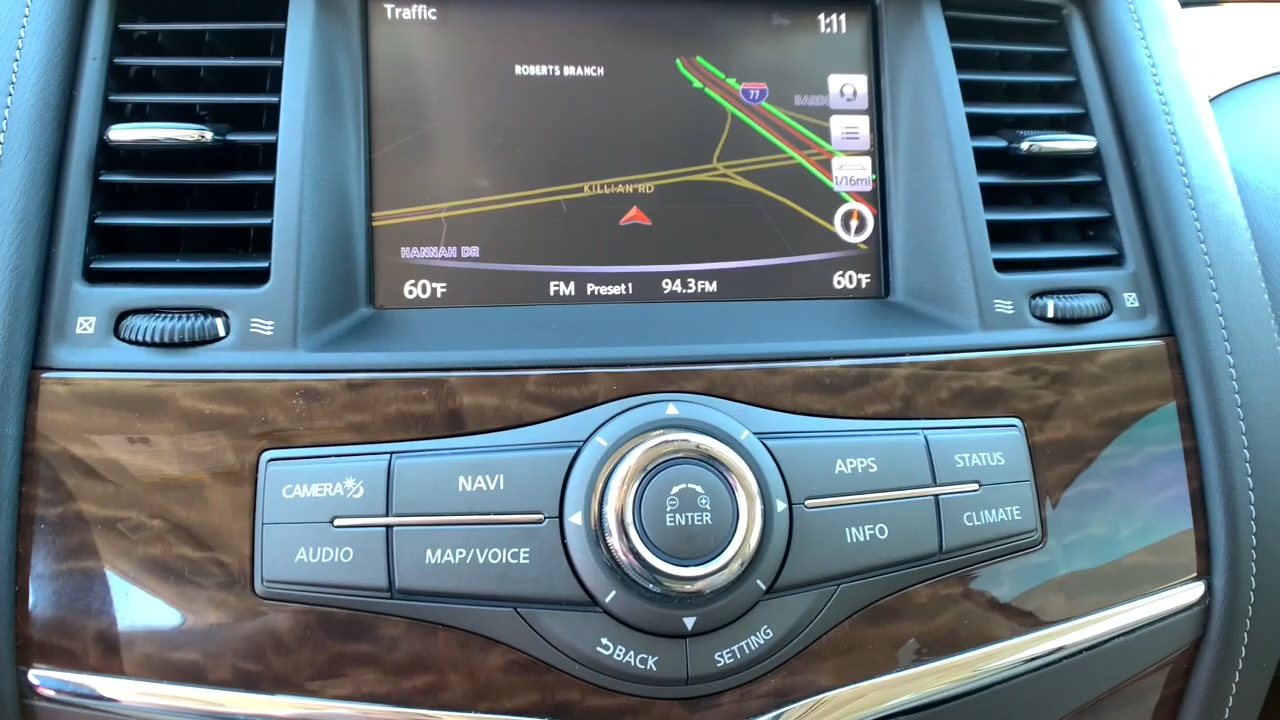 Traffic
1:11
ROBERTS BRANCH
77
1/16mi
KILLIAN RD
HANNAH DR
60°F
FM Preset1 94.3FM
60°F
CAMERA
NAVI
AUDIO
MAP/VOICE
ENTER
APPS
STATUS
INFO
CLIMATE
BACK
SETTING